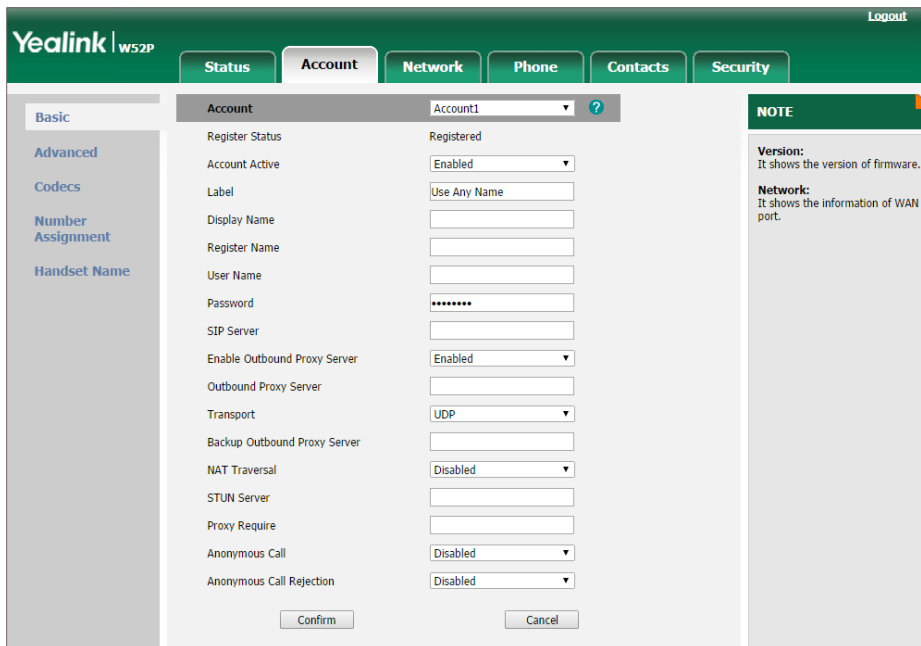 Logout
Yealink | W52P
Status Account Network Phone Contacts Security
Basic
Advanced
Codecs
Number
Assignment
Handset Name
Account Account1 ?
Register Status Registered
Account Active Enabled
Label Use Any Name
Display Name
Register Name
User Name
Password ••••••••
SIP Server
Enable Outbound Proxy Server Enabled
Outbound Proxy Server
Transport UDP
Backup Outbound Proxy Server
NAT Traversal Disabled
STUN Server
Proxy Require
Anonymous Call Disabled
Anonymous Call Rejection Disabled
Confirm Cancel
NOTE
Version:
It shows the version of firmware.
Network:
It shows the information of WAN
port.